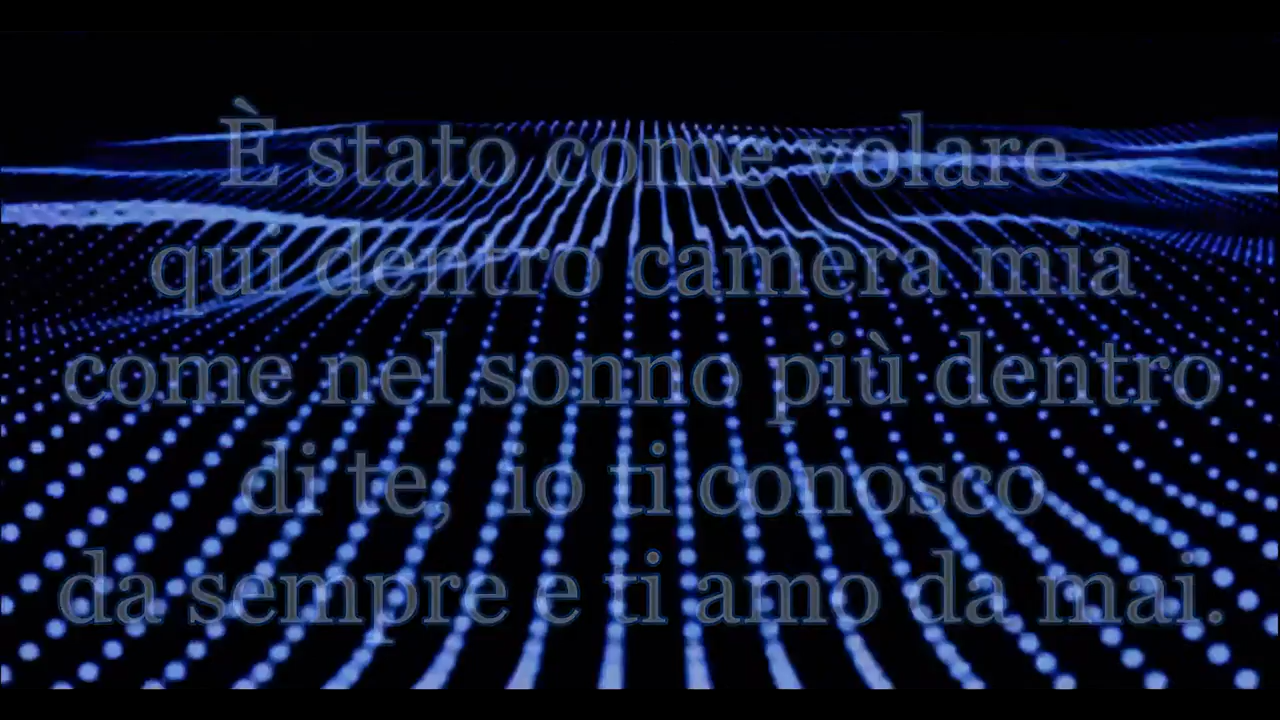 È stato come volare
qui dentro camera mia
come nel sonno più dentro
di te, io ti conosco
da sempre e ti amo da mai.